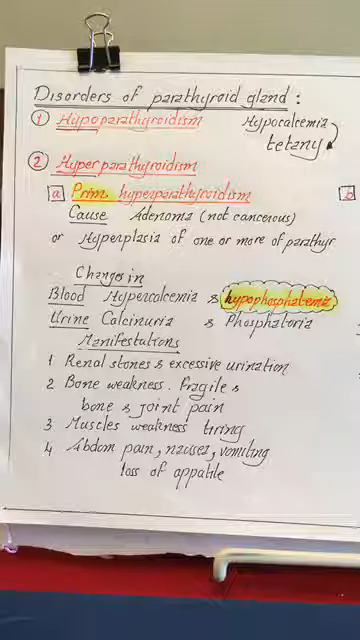 Disorders of parathyroid gland :
① Hypoparathyroidism Hypocalcemia
tetany
② Hyperparathyroidism
a Prim. hyperparathyroidism b
Cause Adenoma (not cancerous)
or Hyperplasia of one or more of parathyr
Changes in
Blood Hypercalcemia & hypophosphatemia
Urine Calcinuria & Phosphatoria
Manifestations
1 Renal stones & excessive urination
2 Bone weakness. Fragile &
bone & joint pain
3 Muscles weakness tiring
4 Abdom pain, nausea, vomiting
loss of appatite